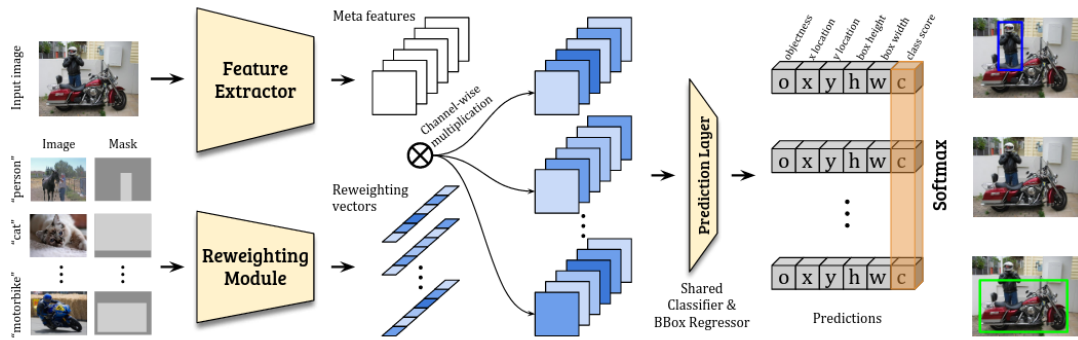 Input image
Feature
Extractor
Meta features
Channel-wise
multiplication
Image
Mask
"person"
"cat"
"motorbike"
Reweighting
Module
Reweighting
vectors
Prediction Layer
Shared
Classifier &
BBox Regressor
objectness
x location
y location
box height
box width
class score
o x y h w c
o x y h w c
o x y h w c
Softmax
Predictions